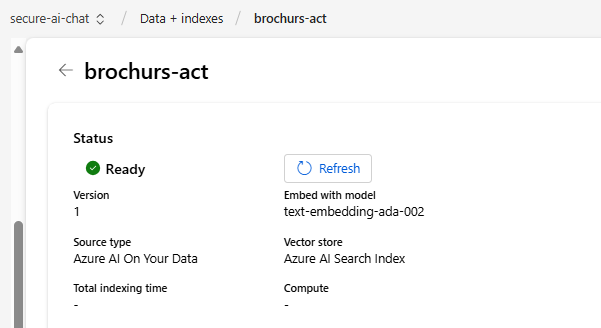 secure-ai-chat / Data + indexes / brochurs-act
brochurs-act
Status
Ready Refresh
Version Embed with model
1 text-embedding-ada-002
Source type Vector store
Azure AI On Your Data Azure AI Search Index
Total indexing time Compute
- -